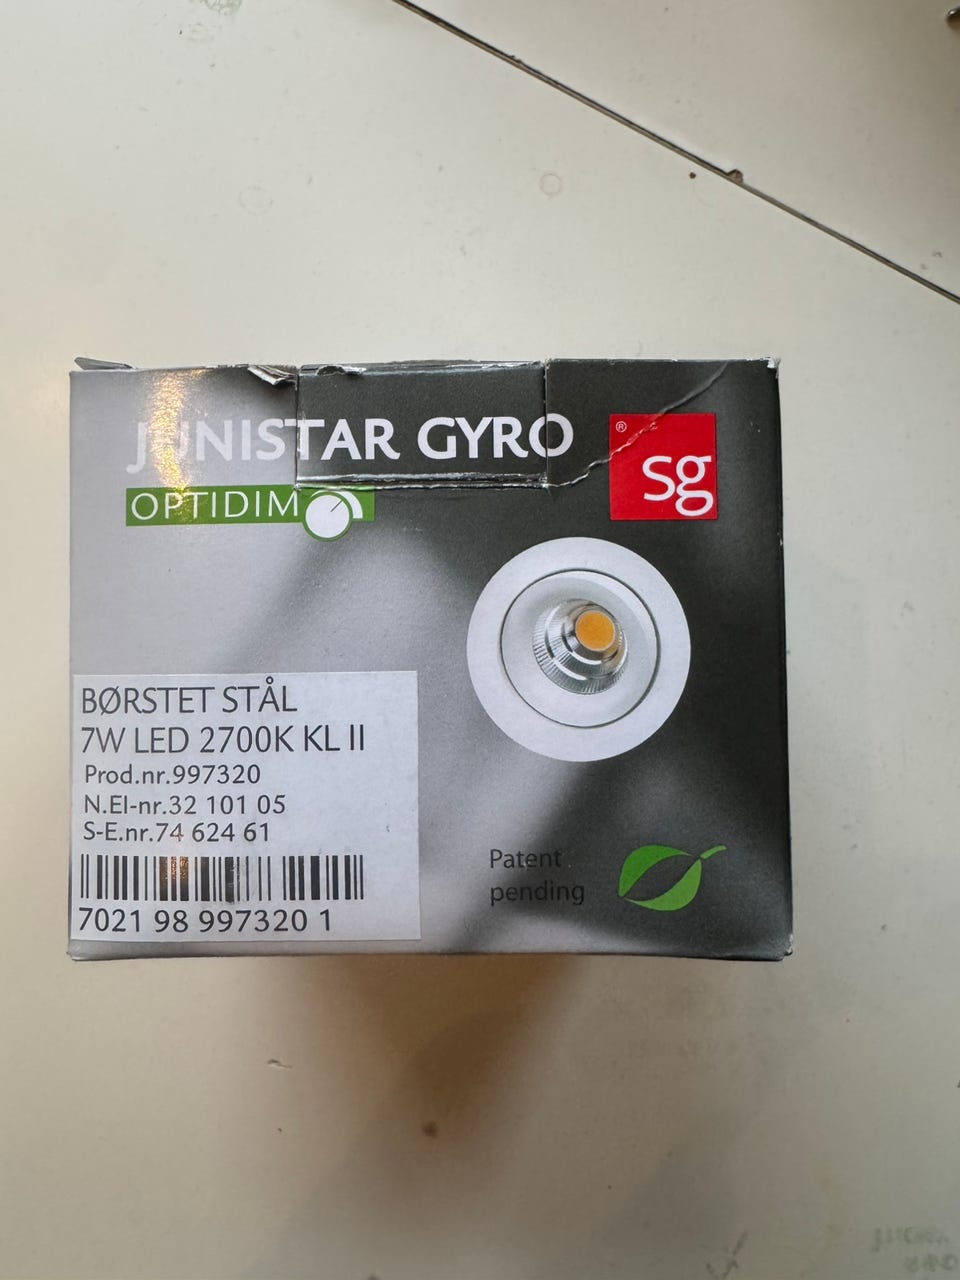 JUNISTAR GYRO
OPTIDIM
®
sg
BØRSTET STÅL
7W LED 2700K KL II
Prod.nr.997320
N.El-nr.32 101 05
S-E.nr.74 624 61
7021 98 997320 1
Patent
pending